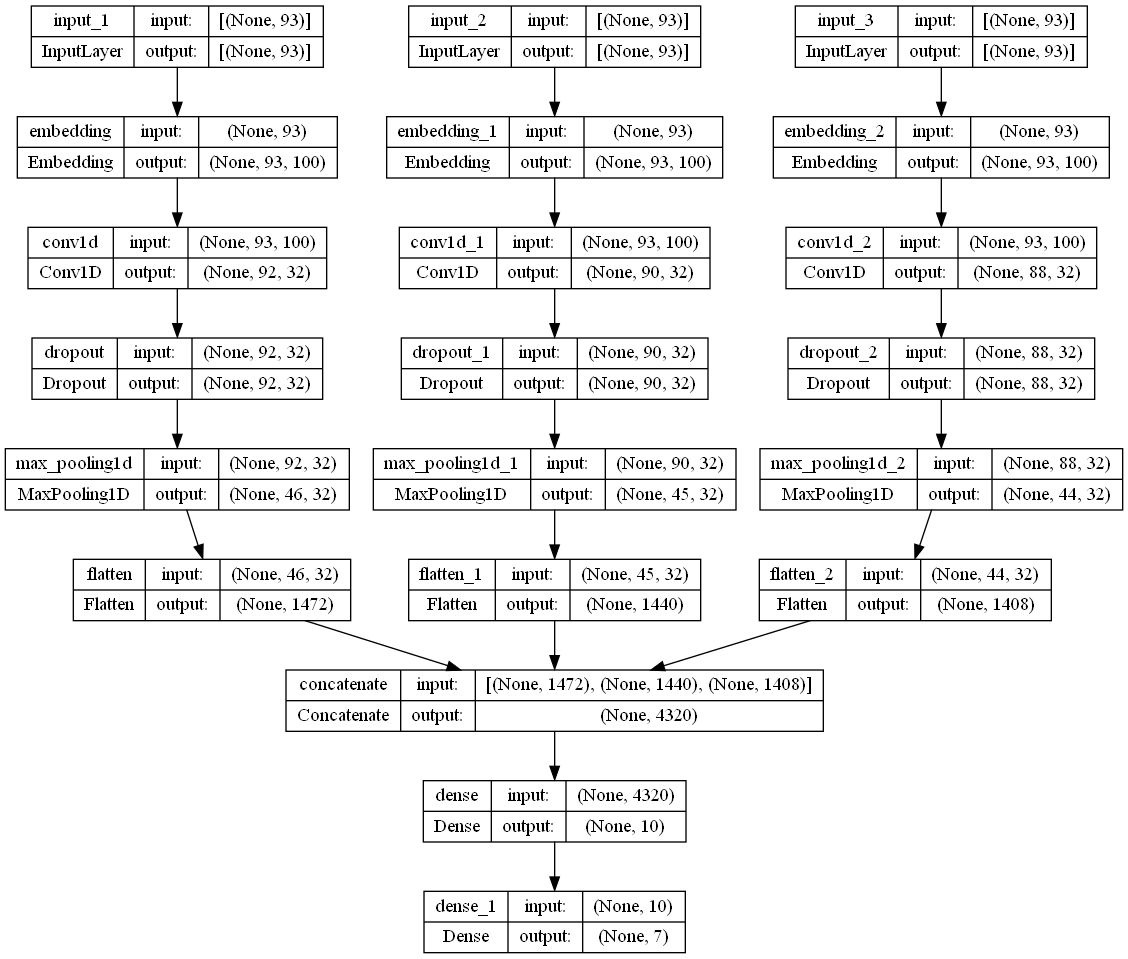 input_1 input: [(None, 93)]
InputLayer output: [(None, 93)]
input_2 input: [(None, 93)]
InputLayer output: [(None, 93)]
input_3 input: [(None, 93)]
InputLayer output: [(None, 93)]
embedding input: (None, 93)
Embedding output: (None, 93, 100)
embedding_1 input: (None, 93)
Embedding output: (None, 93, 100)
embedding_2 input: (None, 93)
Embedding output: (None, 93, 100)
conv1d input: (None, 93, 100)
Conv1D output: (None, 92, 32)
conv1d_1 input: (None, 93, 100)
Conv1D output: (None, 90, 32)
conv1d_2 input: (None, 93, 100)
Conv1D output: (None, 88, 32)
dropout input: (None, 92, 32)
Dropout output: (None, 92, 32)
dropout_1 input: (None, 90, 32)
Dropout output: (None, 90, 32)
dropout_2 input: (None, 88, 32)
Dropout output: (None, 88, 32)
max_pooling1d input: (None, 92, 32)
MaxPooling1D output: (None, 46, 32)
max_pooling1d_1 input: (None, 90, 32)
MaxPooling1D output: (None, 45, 32)
max_pooling1d_2 input: (None, 88, 32)
MaxPooling1D output: (None, 44, 32)
flatten input: (None, 46, 32)
Flatten output: (None, 1472)
flatten_1 input: (None, 45, 32)
Flatten output: (None, 1440)
flatten_2 input: (None, 44, 32)
Flatten output: (None, 1408)
concatenate input: [(None, 1472), (None, 1440), (None, 1408)]
Concatenate output: (None, 4320)
dense input: (None, 4320)
Dense output: (None, 10)
dense_1 input: (None, 10)
Dense output: (None, 7)